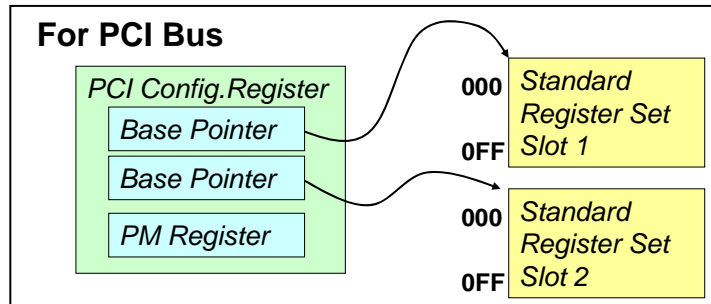 For PCI Bus
PCI Config.Register
Base Pointer
Base Pointer
PM Register
000
Standard
Register Set
Slot 1
0FF
000
Standard
Register Set
Slot 2
0FF